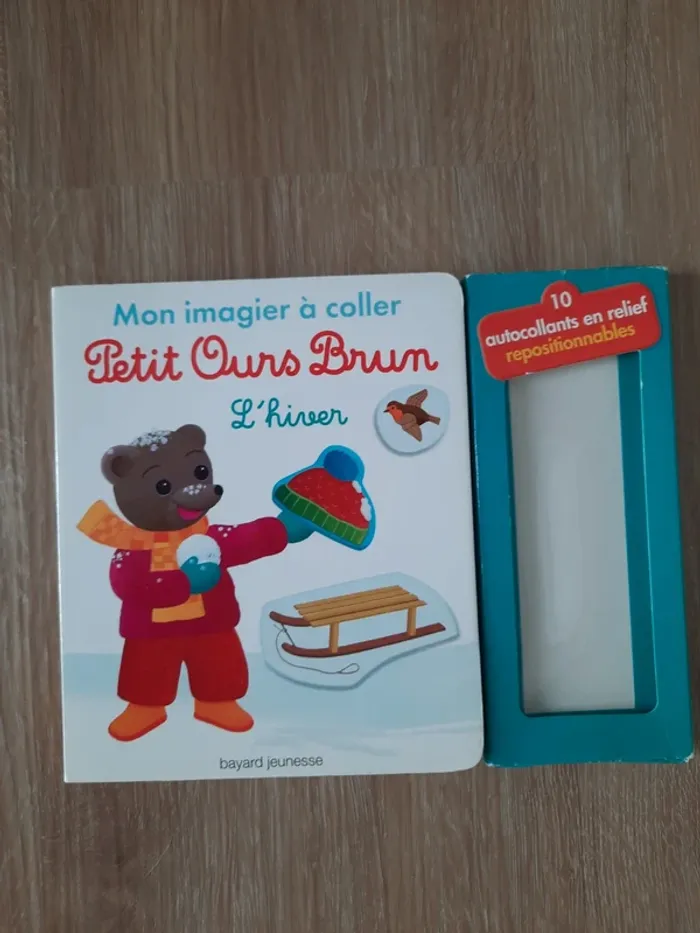 Mon imagier à coller
Petit Ours Brun
L'hiver
bayard jeunesse
10
autocollants en relief
repositionnables